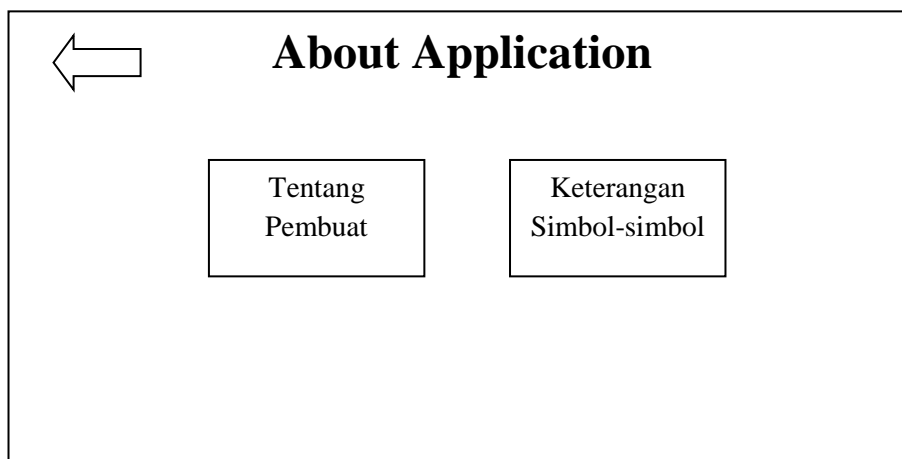 About Application
Tentang
Pembuat
Keterangan
Simbol-simbol